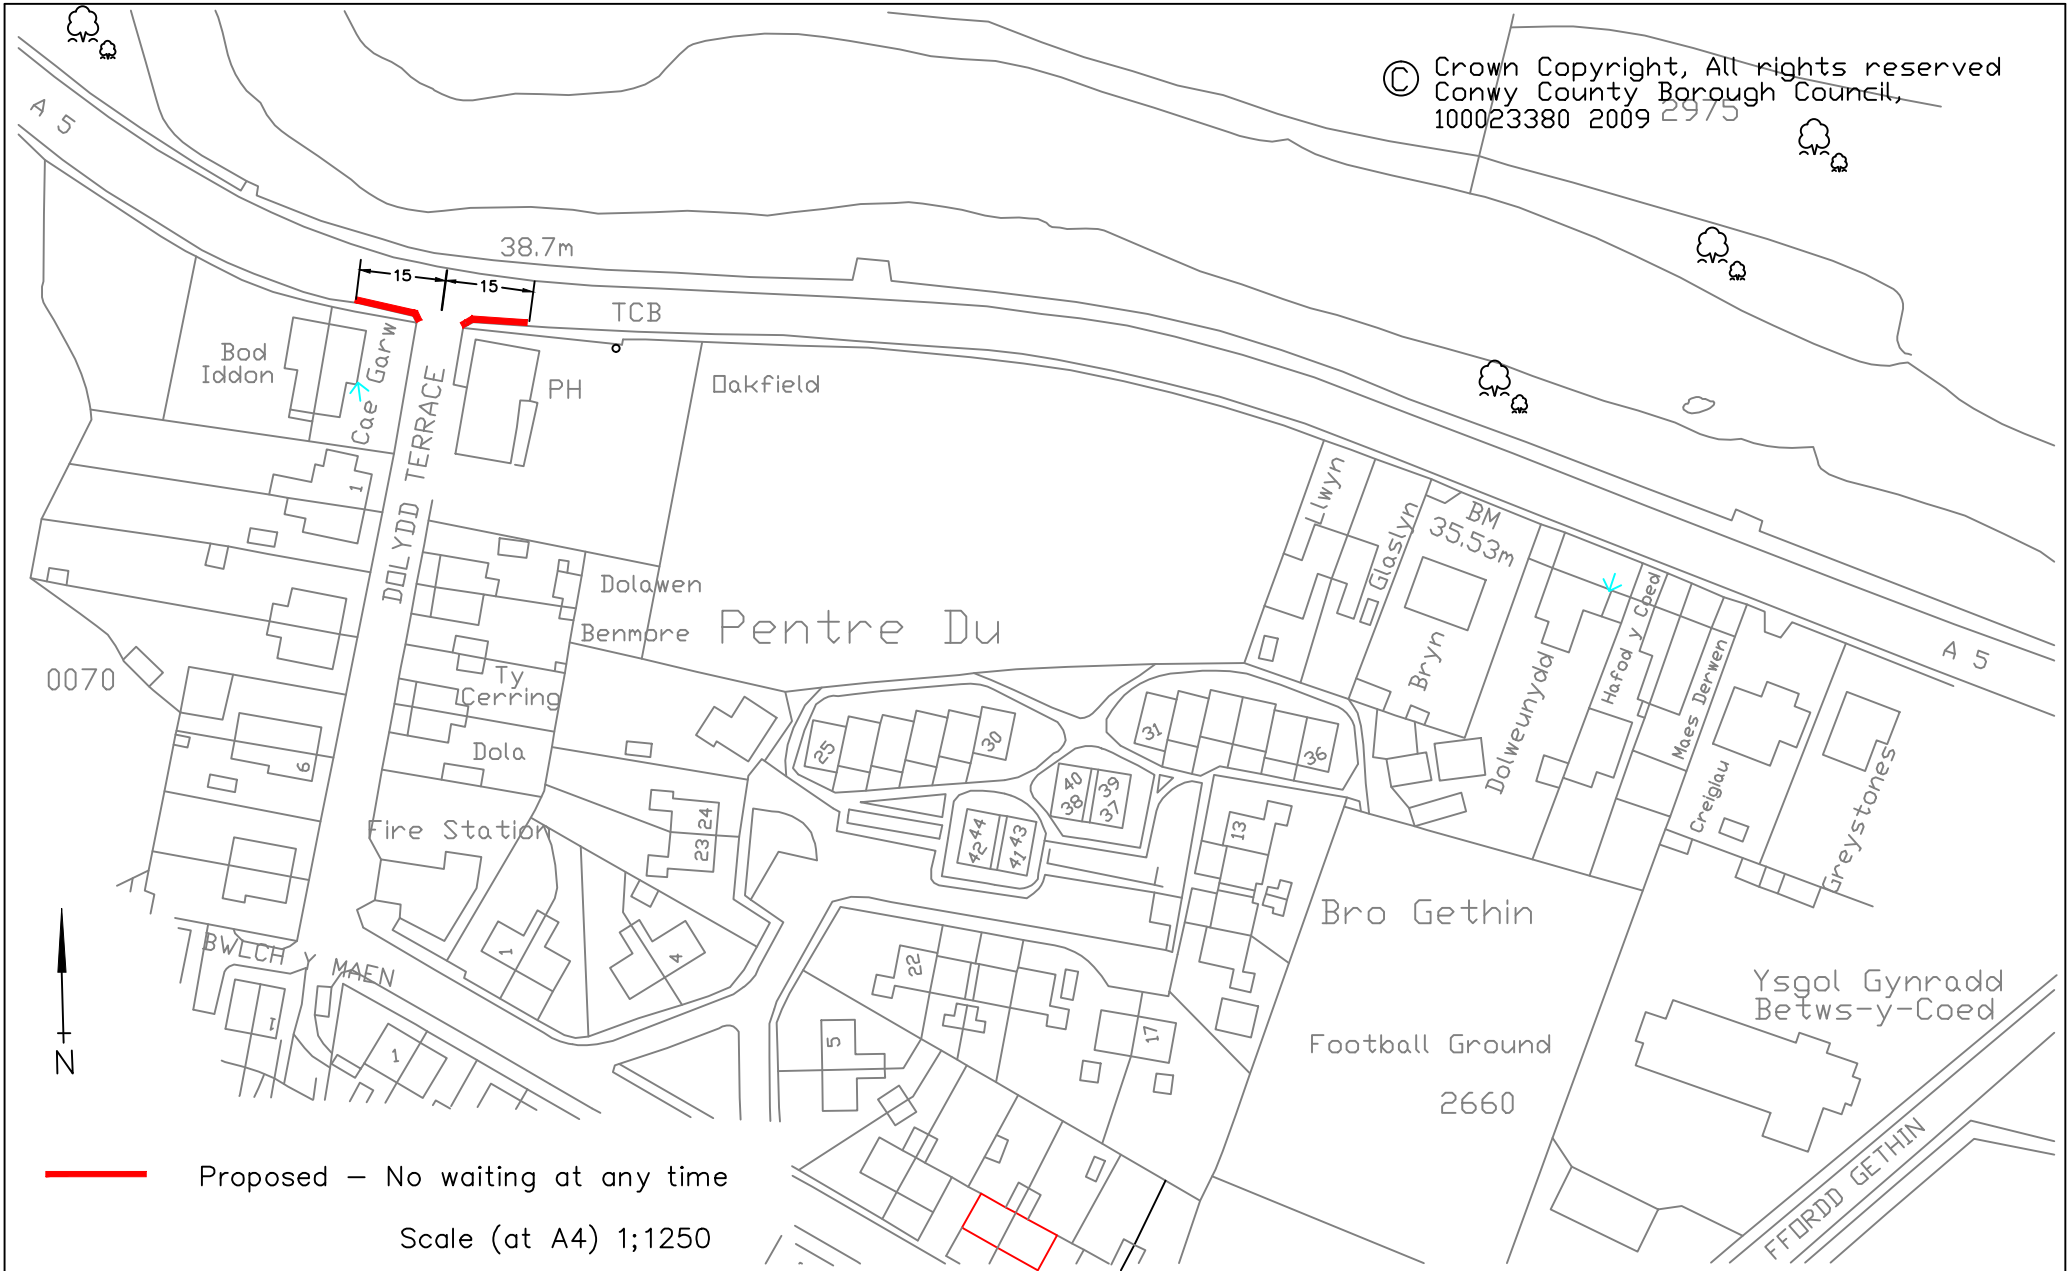 © Crown Copyright, All rights reserved
Conwy County Borough Council,
100023380 2009
2975
A 5
38.7m
15
15
TCB
Bod
Iddon
Cae Garw
DOLYDD TERRACE
PH
Oakfield
1
Llwyn
Glaslyn
BM
35.53m
Dolawen
Benmore
Pentre Du
Bryn
Dolweunydd
Hafod y Coed
Maes Derwen
A 5
0070
Ty
Cerring
Dola
6
25
30
31
36
Creigiau
Greystones
40
38
39
37
Fire Station
23 24
42 44
41 43
13
Bro Gethin
BWLCH Y MAEN
1
4
22
Ysgol Gynradd
Betws-y-Coed
N
1
1
5
17
Football Ground
2660
FFORDD GETHIN
Proposed – No waiting at any time
Scale (at A4) 1;1250